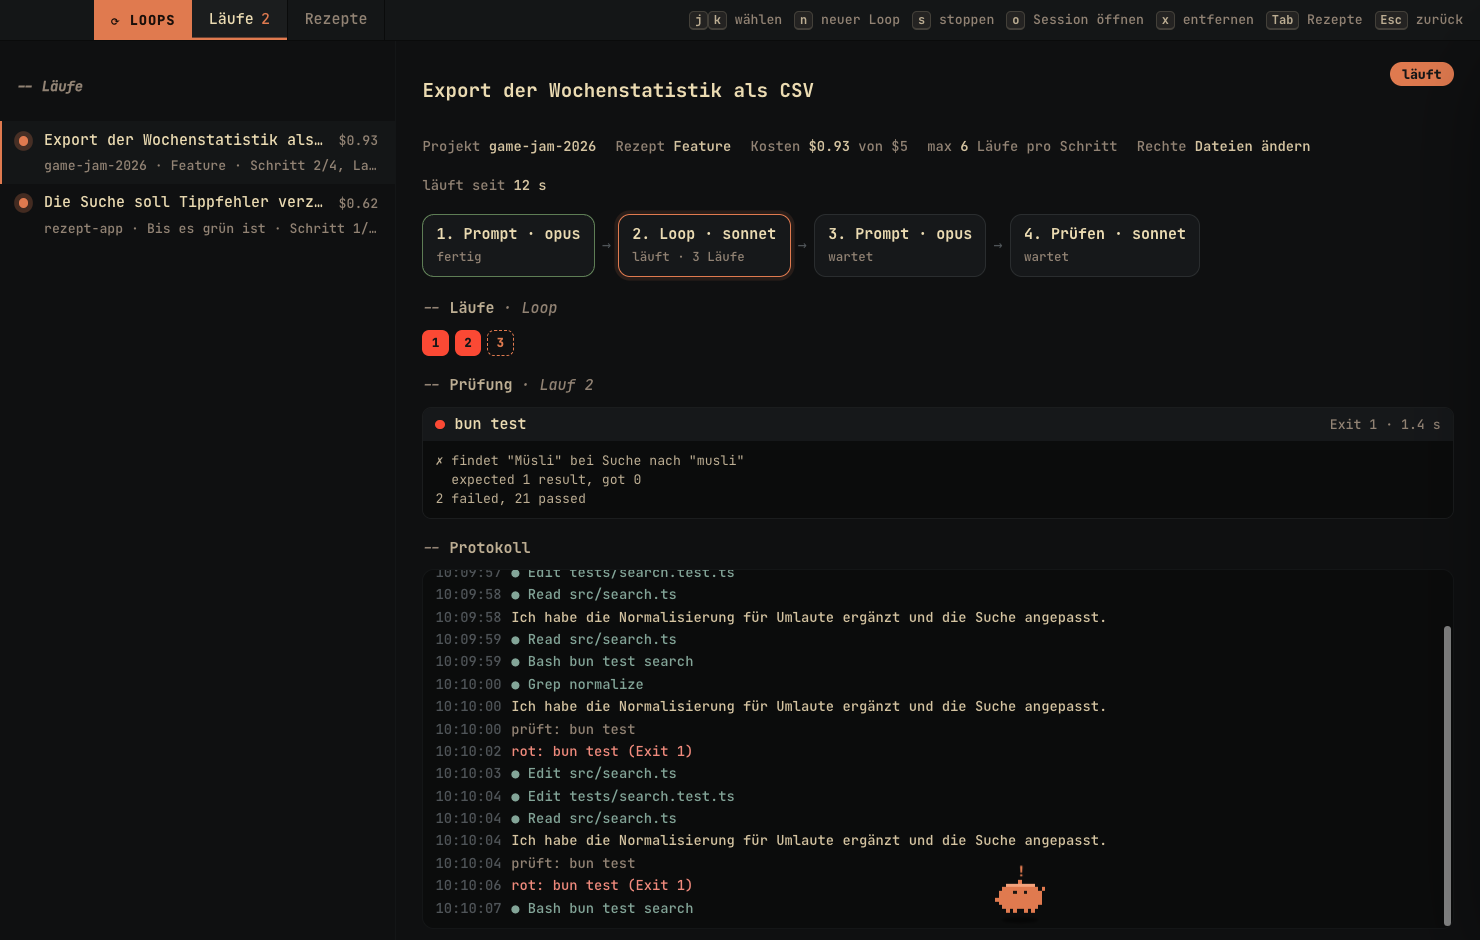 ⟳ LOOPS Läufe 2 Rezepte j k wählen n neuer Loop s stoppen o Session öffnen x entfernen Tab Rezepte Esc zurück
—— Läufe
Export der Wochenstatistik als… $0.93
game-jam-2026 · Feature · Schritt 2/4, La…
Die Suche soll Tippfehler verz… $0.62
rezept-app · Bis es grün ist · Schritt 1/…
Export der Wochenstatistik als CSV
läuft
Projekt game-jam-2026 Rezept Feature Kosten $0.93 von $5 max 6 Läufe pro Schritt Rechte Dateien ändern
läuft seit 12 s
1. Prompt · opus → 2. Loop · sonnet → 3. Prompt · opus → 4. Prüfen · sonnet
fertig läuft · 3 Läufe wartet wartet
—— Läufe · Loop
1 2 3
—— Prüfung · Lauf 2
● bun test Exit 1 · 1.4 s
✗ findet "Müsli" bei Suche nach "musli"
expected 1 result, got 0
2 failed, 21 passed
—— Protokoll
10:09:57 ● Edit tests/search.test.ts
10:09:58 ● Read src/search.ts
10:09:58 Ich habe die Normalisierung für Umlaute ergänzt und die Suche angepasst.
10:09:59 ● Read src/search.ts
10:09:59 ● Bash bun test search
10:10:00 ● Grep normalize
10:10:00 Ich habe die Normalisierung für Umlaute ergänzt und die Suche angepasst.
10:10:00 prüft: bun test
10:10:02 rot: bun test (Exit 1)
10:10:03 ● Edit src/search.ts
10:10:04 ● Edit tests/search.test.ts
10:10:04 ● Read src/search.ts
10:10:04 Ich habe die Normalisierung für Umlaute ergänzt und die Suche angepasst.
10:10:04 prüft: bun test
!
10:10:06 rot: bun test (Exit 1)
10:10:07 ● Bash bun test search